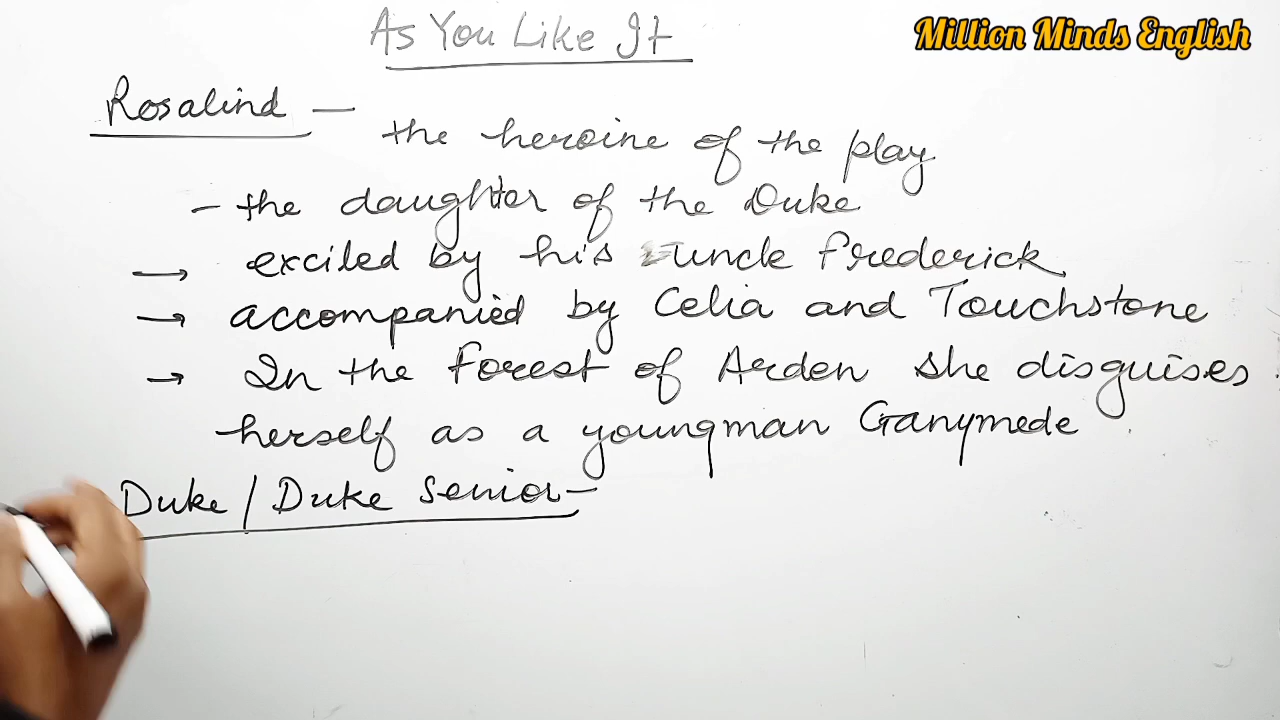 As You Like It
Million Minds English
Rosalind —
the heroine of the play
- the daughter of the Duke
→ exciled by his uncle Frederick
→ accompanied by Celia and Touchstone
→ In the Forest of Arden she disguises
herself as a youngman Ganymede
Duke / Duke Senior -